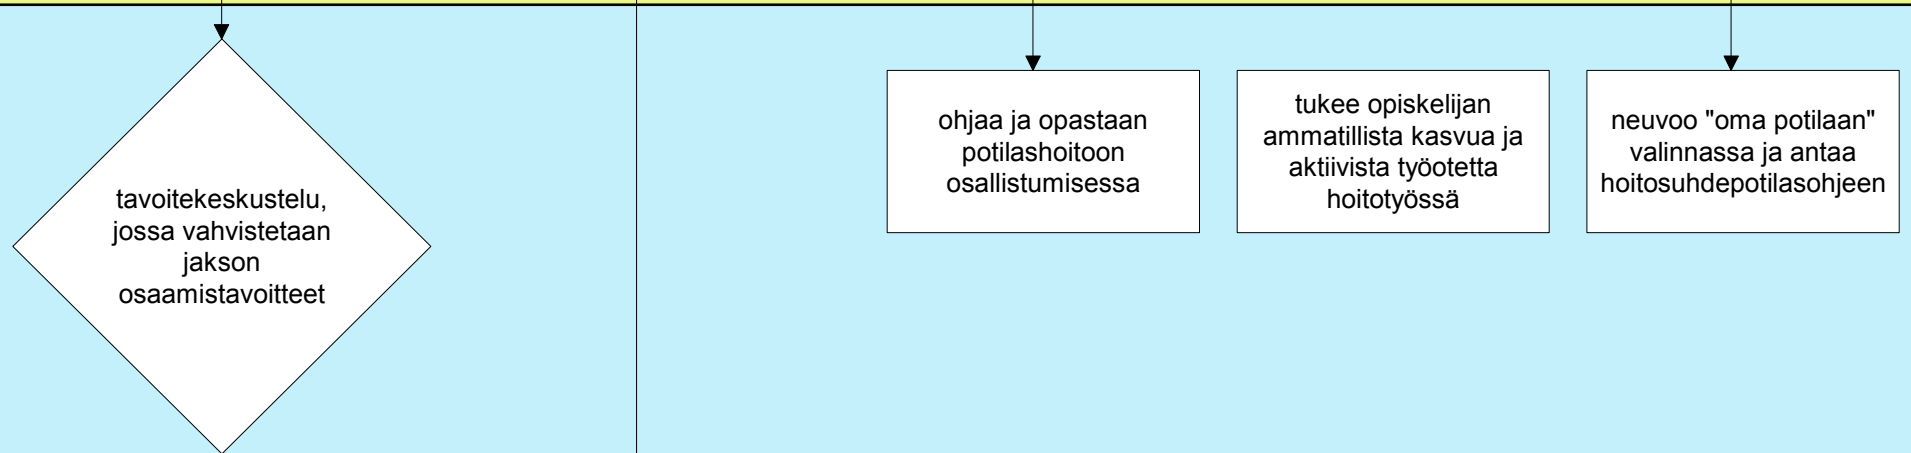 tavoitekeskustelu,
jossa vahvistetaan
jakson
osaamistavoitteet
ohjaa ja opastaan
potilashoitoon
osallistumisessa
tukee opiskelijan
ammatillista kasvua ja
aktiivista työotetta
hoitotyössä
neuvoo "oma potilaan"
valinnassa ja antaa
hoitosuhdepotilasohjeen